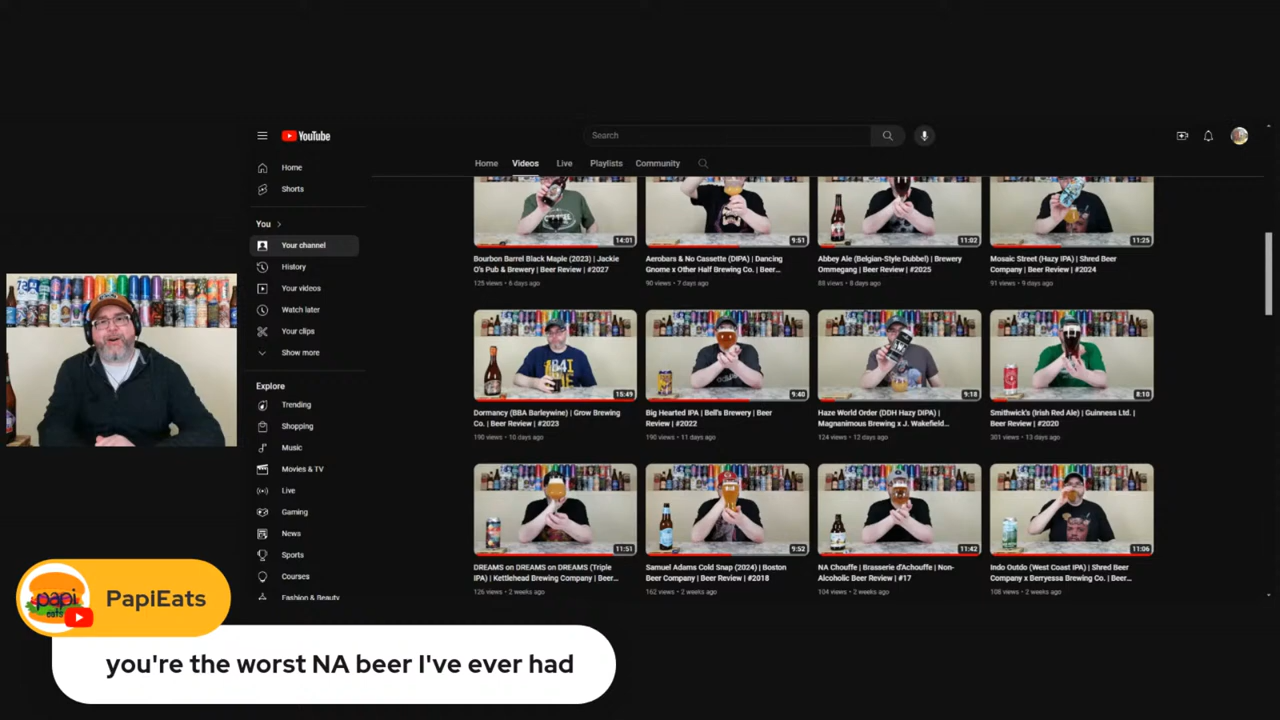 YouTube
Search
Home
Shorts
You
Your channel
History
Your videos
Watch later
Your clips
Show more
Explore
Trending
Shopping
Music
Movies & TV
Live
Gaming
News
Sports
Courses
Fashion & Beauty
Home Videos Live Playlists Community
14:01
Bourbon Barrel Black Maple (2023) | Jackie
O's Pub & Brewery | Beer Review | #2027
125 views • 6 days ago
9:51
Aerobars & No Cassette (DIPA) | Dancing
Gnome x Other Half Brewing Co. | Beer...
90 views • 7 days ago
11:02
Abbey Ale (Belgian-Style Dubbel) | Brewery
Ommegang | Beer Review | #2025
88 views • 8 days ago
11:25
Mosaic Street (Hazy IPA) | Shred Beer
Company | Beer Review | #2024
91 views • 9 days ago
15:49
Dormancy (BBA Barleywine) | Grow Brewing
Co. | Beer Review | #2023
190 views • 10 days ago
9:40
Big Hearted IPA | Bell's Brewery | Beer
Review | #2022
190 views • 11 days ago
9:18
Haze World Order (DDH Hazy DIPA) |
Magnanimous Brewing x J. Wakefield...
124 views • 12 days ago
8:10
Smithwick's (Irish Red Ale) | Guinness Ltd. |
Beer Review | #2020
301 views • 13 days ago
11:51
DREAMS on DREAMS on DREAMS (Triple
IPA) | Kettlehead Brewing Company | Beer...
126 views • 2 weeks ago
9:52
Samuel Adams Cold Snap (2024) | Boston
Beer Company | Beer Review | #2018
162 views • 2 weeks ago
11:42
NA Chouffe | Brasserie d'Achouffe | Non-
Alcoholic Beer Review | #17
104 views • 2 weeks ago
11:06
Indo Outdo (West Coast IPA) | Shred Beer
Company x Berryessa Brewing Co. | Beer...
108 views • 2 weeks ago
papi
eats
PapiEats
you're the worst NA beer I've ever had